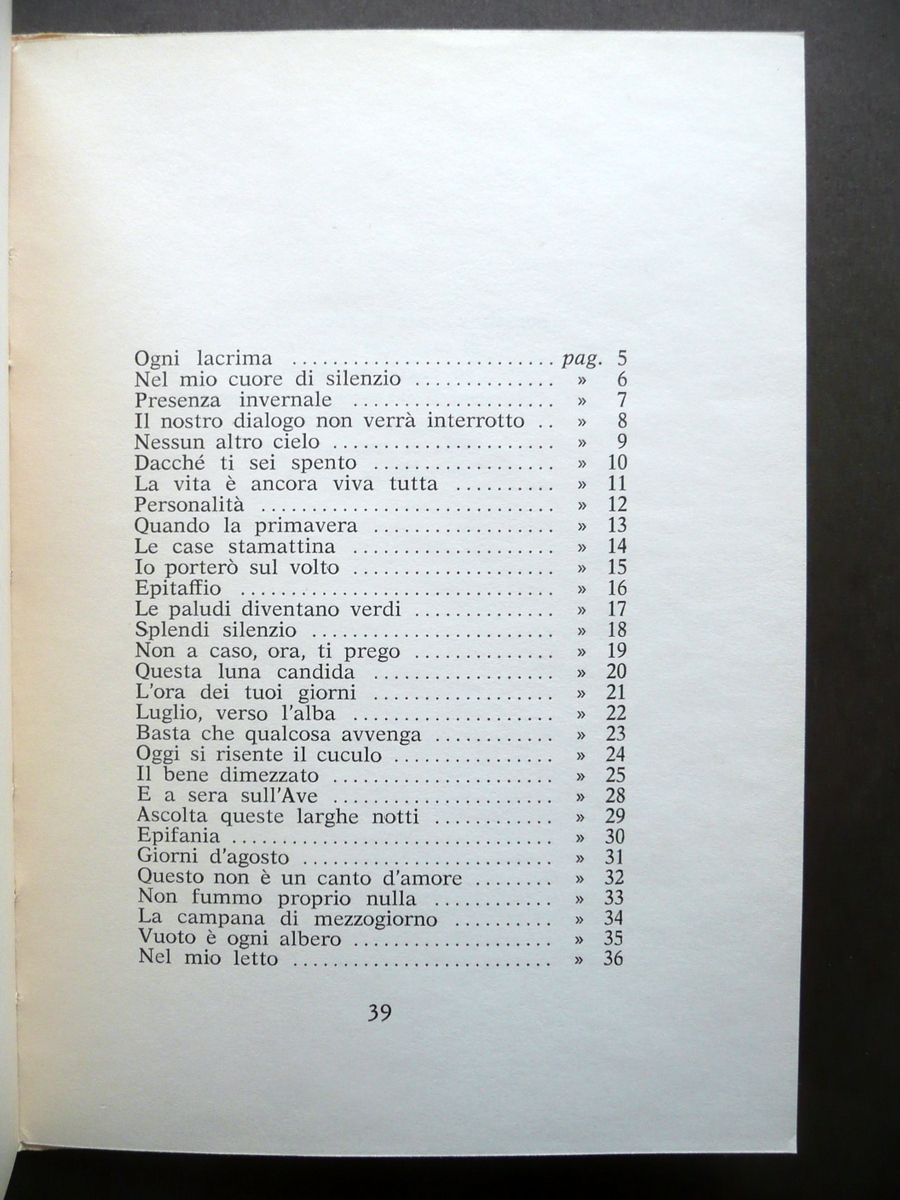 Ogni lacrima .......................... pag. 5
Nel mio cuore di silenzio .............. » 6
Presenza invernale .................... » 7
Il nostro dialogo non verrà interrotto .. » 8
Nessun altro cielo ...................... » 9
Dacché ti sei spento .................. » 10
La vita è ancora viva tutta .......... » 11
Personalità ............................. » 12
Quando la primavera .................. » 13
Le case stamattina .................... » 14
Io porterò sul volto .................... » 15
Epitaffio ............................... » 16
Le paludi diventano verdi .............. » 17
Splendi silenzio ........................ » 18
Non a caso, ora, ti prego .............. » 19
Questa luna candida .................. » 20
L'ora dei tuoi giorni .................. » 21
Luglio, verso l'alba .................... » 22
Basta che qualcosa avvenga ............ » 23
Oggi si risente il cuculo ................ » 24
Il bene dimezzato ...................... » 25
E a sera sull'Ave ...................... » 28
Ascolta queste larghe notti ............ » 29
Epifania ................................ » 30
Giorni d'agosto ......................... » 31
Questo non è un canto d'amore ........ » 32
Non fummo proprio nulla ............ » 33
La campana di mezzogiorno .......... » 34
Vuoto è ogni albero .................... » 35
Nel mio letto .......................... » 36
39